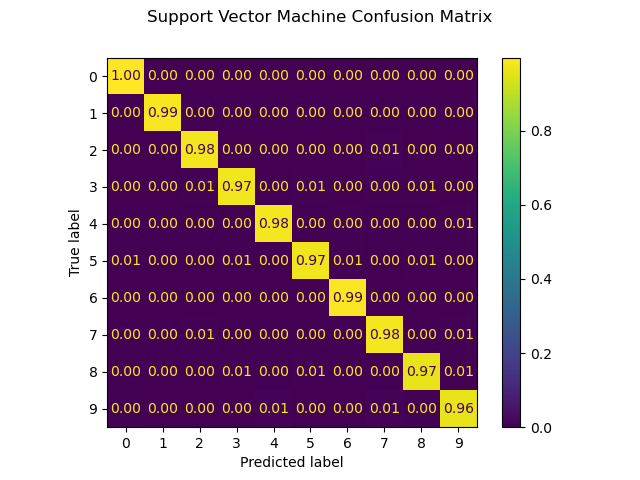 Support Vector Machine Confusion Matrix
0 1.00 0.00 0.00 0.00 0.00 0.00 0.00 0.00 0.00 0.00
1 0.00 0.99 0.00 0.00 0.00 0.00 0.00 0.00 0.00 0.00
2 0.00 0.00 0.98 0.00 0.00 0.00 0.00 0.01 0.00 0.00
3 0.00 0.00 0.01 0.97 0.00 0.01 0.00 0.00 0.01 0.00
4 0.00 0.00 0.00 0.00 0.98 0.00 0.00 0.00 0.00 0.01
5 0.01 0.00 0.00 0.01 0.00 0.97 0.01 0.00 0.01 0.00
6 0.00 0.00 0.00 0.00 0.00 0.00 0.99 0.00 0.00 0.00
7 0.00 0.00 0.01 0.00 0.00 0.00 0.00 0.98 0.00 0.01
8 0.00 0.00 0.00 0.01 0.00 0.01 0.00 0.00 0.97 0.01
9 0.00 0.00 0.00 0.00 0.01 0.00 0.00 0.01 0.00 0.96
0 1 2 3 4 5 6 7 8 9
Predicted label
True label
0.8
0.6
0.4
0.2
0.0